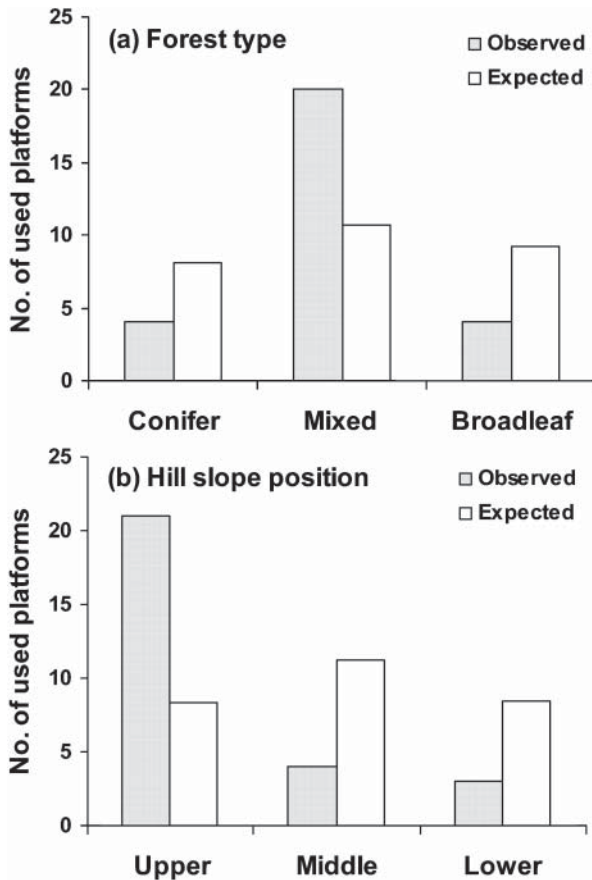 25
(a) Forest type
Observed
Expected
20
15
10
5
0
No. of used platforms
Conifer Mixed Broadleaf
25
(b) Hill slope position
Observed
Expected
20
15
10
5
0
No. of used platforms
Upper Middle Lower